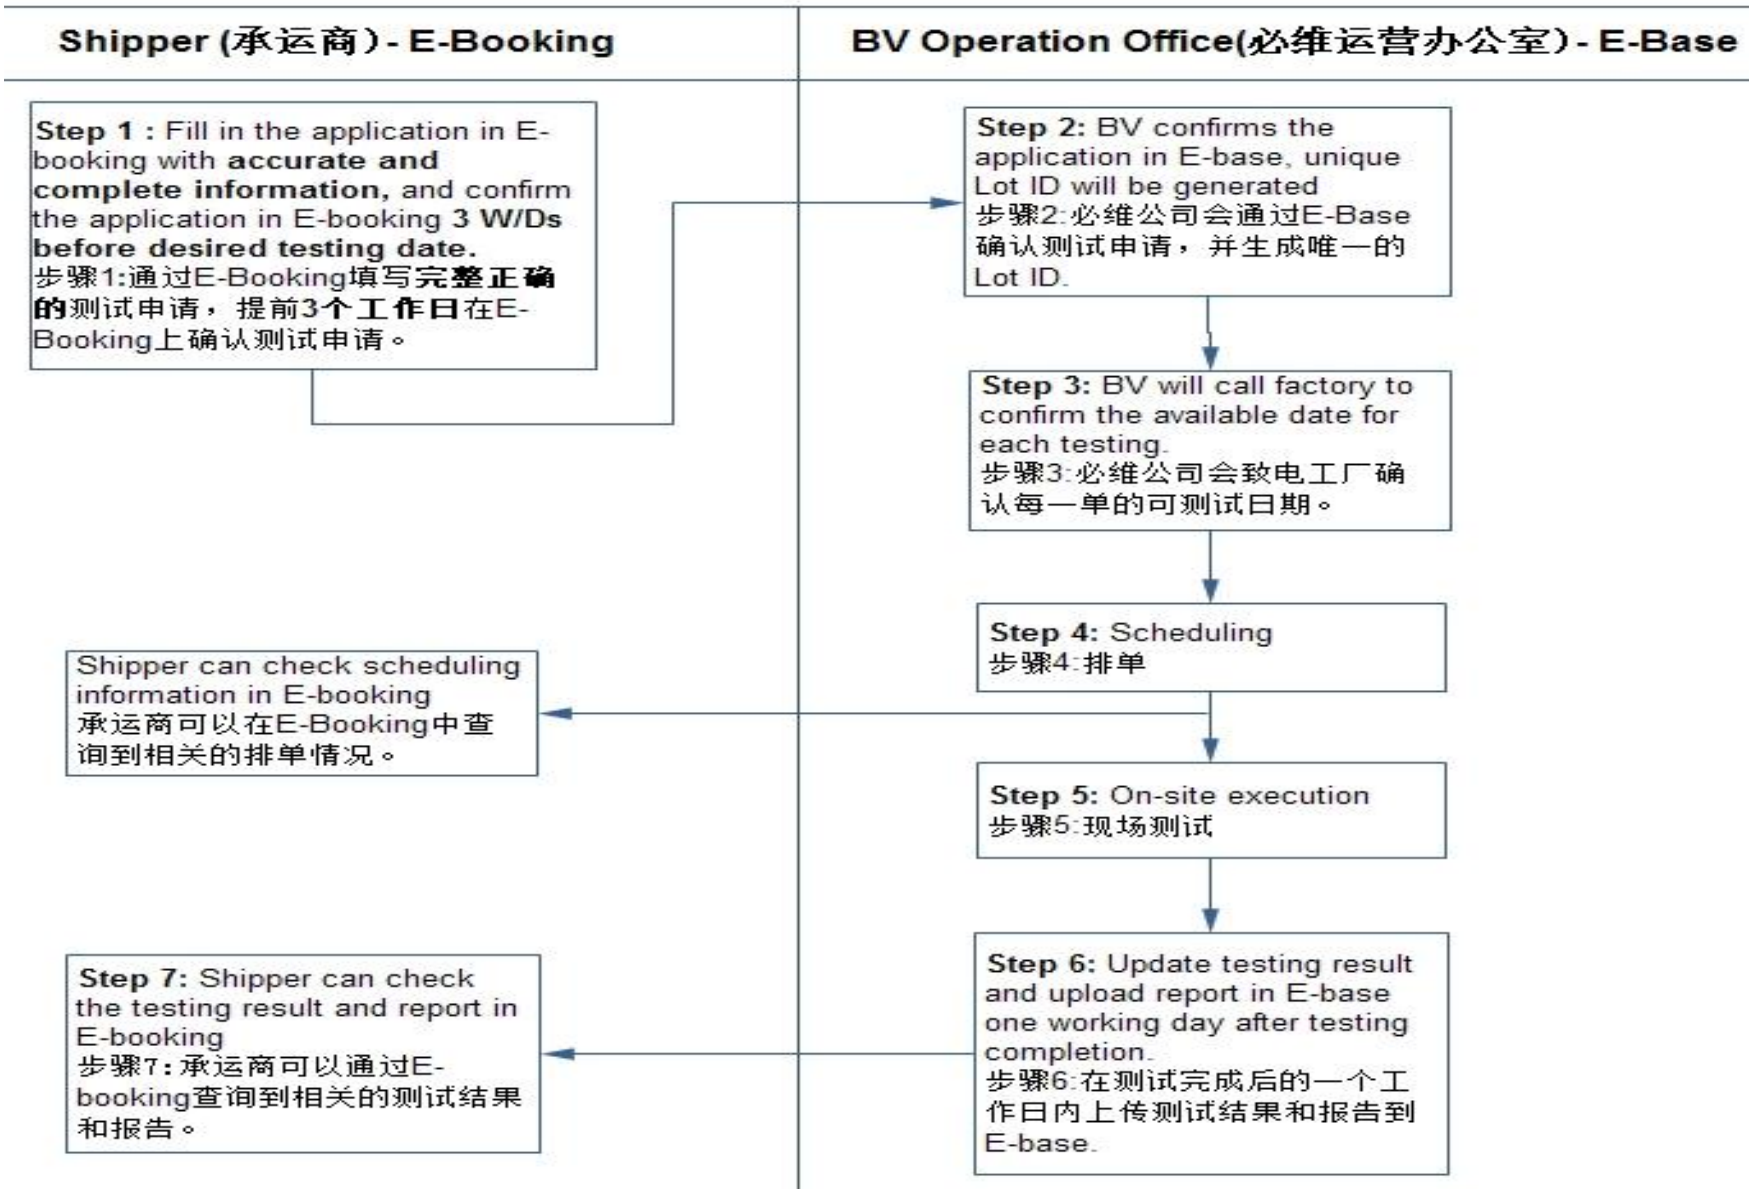 Shipper (承运商) - E-Booking
BV Operation Office(必维运营办公室) - E-Base
Step 1 : Fill in the application in E-
booking with accurate and
complete information, and confirm
the application in E-booking 3 W/Ds
before desired testing date.
步骤1:通过E-Booking填写完整正确
的测试申请，提前3个工作日在E-
Booking上确认测试申请。
Step 2: BV confirms the
application in E-base, unique
Lot ID will be generated
步骤2:必维公司会通过E-Base
确认测试申请，并生成唯一的
Lot ID.
Step 3: BV will call factory to
confirm the available date for
each testing.
步骤3:必维公司会致电工厂确
认每一单的可测试日期。
Step 4: Scheduling
步骤4:排单
Shipper can check scheduling
information in E-booking
承运商可以在E-Booking中查
询到相关的排单情况。
Step 5: On-site execution
步骤5:现场测试
Step 6: Update testing result
and upload report in E-base
one working day after testing
completion.
步骤6:在测试完成后的一个工
作日内上传测试结果和报告到
E-base.
Step 7: Shipper can check
the testing result and report in
E-booking
步骤7:承运商可以通过E-
booking查询到相关的测试结果
和报告。